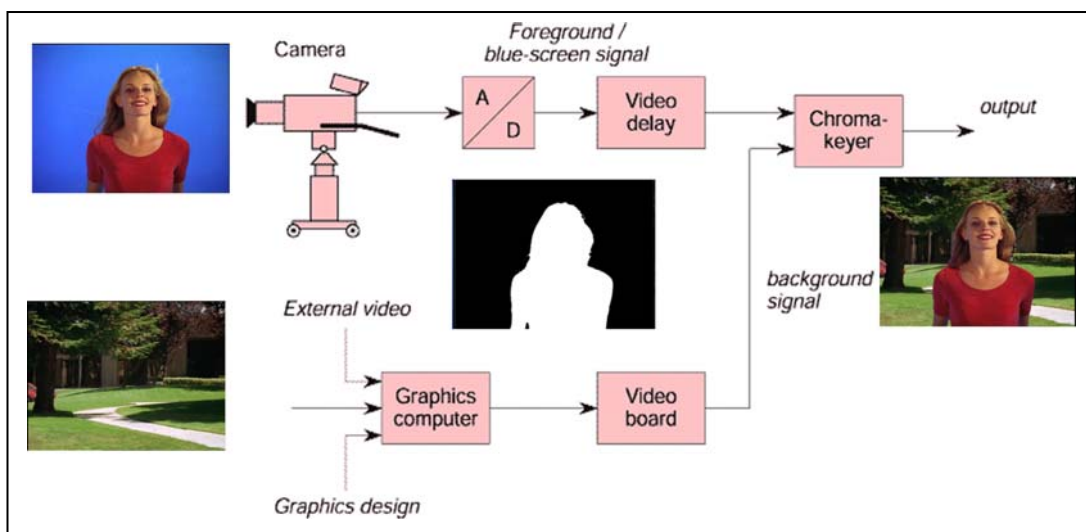 Foreground /
blue-screen signal
Camera
A
D
Video
delay
Chroma-
keyer
output
background
signal
External video
Graphics
computer
Video
board
Graphics design